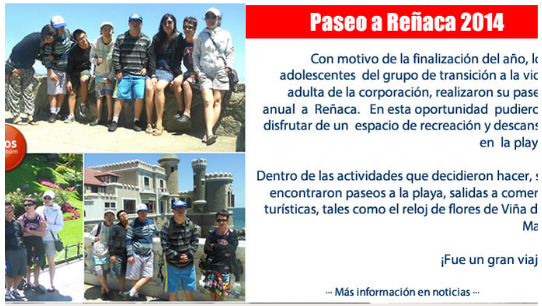 Paseo a Reñaca 2014
Con motivo de la finalización del año, lo
adolescentes del grupo de transición a la vid
adulta de la corporación, realizaron su pase
anual a Reñaca. En esta oportunidad pudiero
disfrutar de un espacio de recreación y descans
en la play
Dentro de las actividades que decidieron hacer, s
encontraron paseos a la playa, salidas a comer
turísticas, tales como el reloj de flores de Viña d
Ma
¡Fue un gran viaj
--- Más información en noticias ---
os